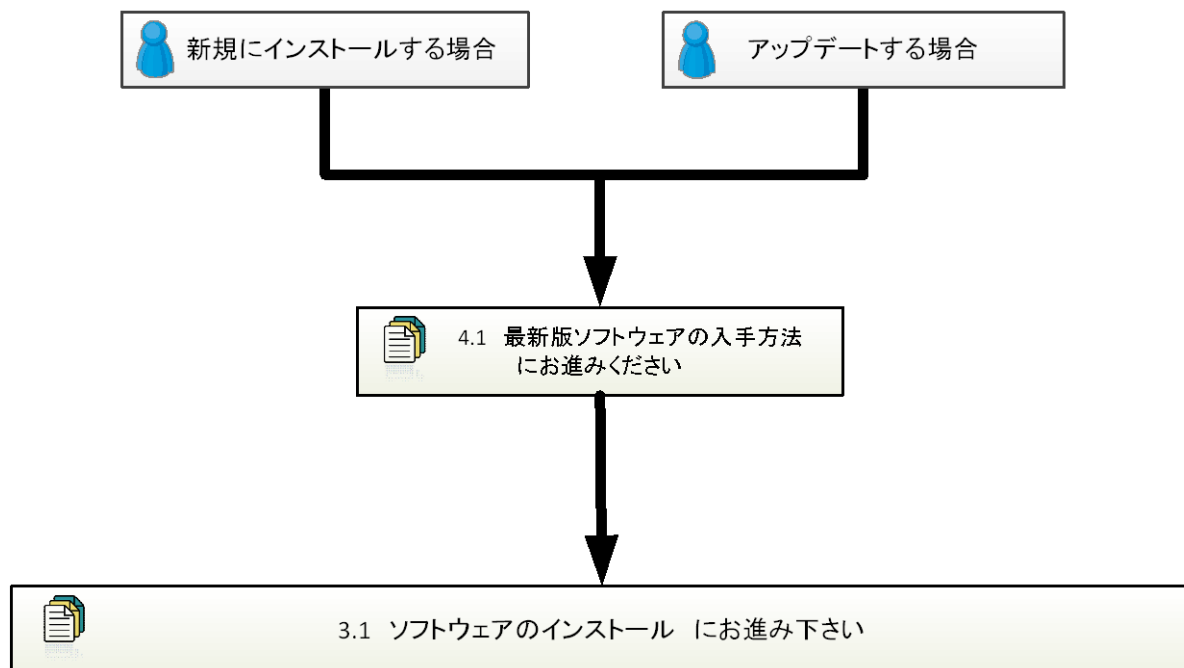 新規にインストールする場合
アップデートする場合
4.1 最新版ソフトウェアの入手方法
にお進みください
3.1 ソフトウェアのインストール にお進み下さい